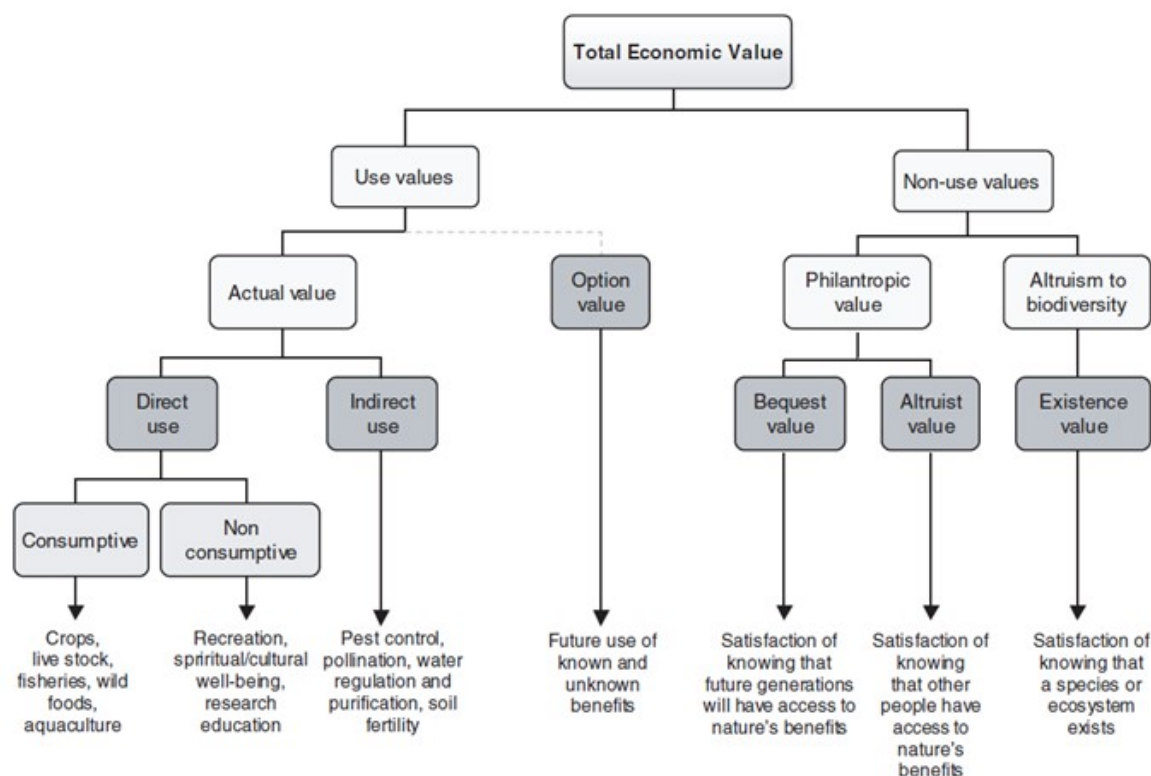 Total Economic Value
Use values
Non-use values
Actual value
Option
value
Philantropic
value
Altruism to
biodiversity
Direct
use
Indirect
use
Bequest
value
Altruist
value
Existence
value
Consumptive
Non
consumptive
Crops,
live stock,
fisheries, wild
foods,
aquaculture
Recreation,
spriritual/cultural
well-being,
research
education
Pest control,
pollination, water
regulation and
purification, soil
fertility
Future use of
known and
unknown
benefits
Satisfaction of
knowing that
future generations
will have access to
nature's benefits
Satisfaction of
knowing
that other
people have
access to
nature's
benefits
Satisfaction of
knowing that
a species or
ecosystem
exists